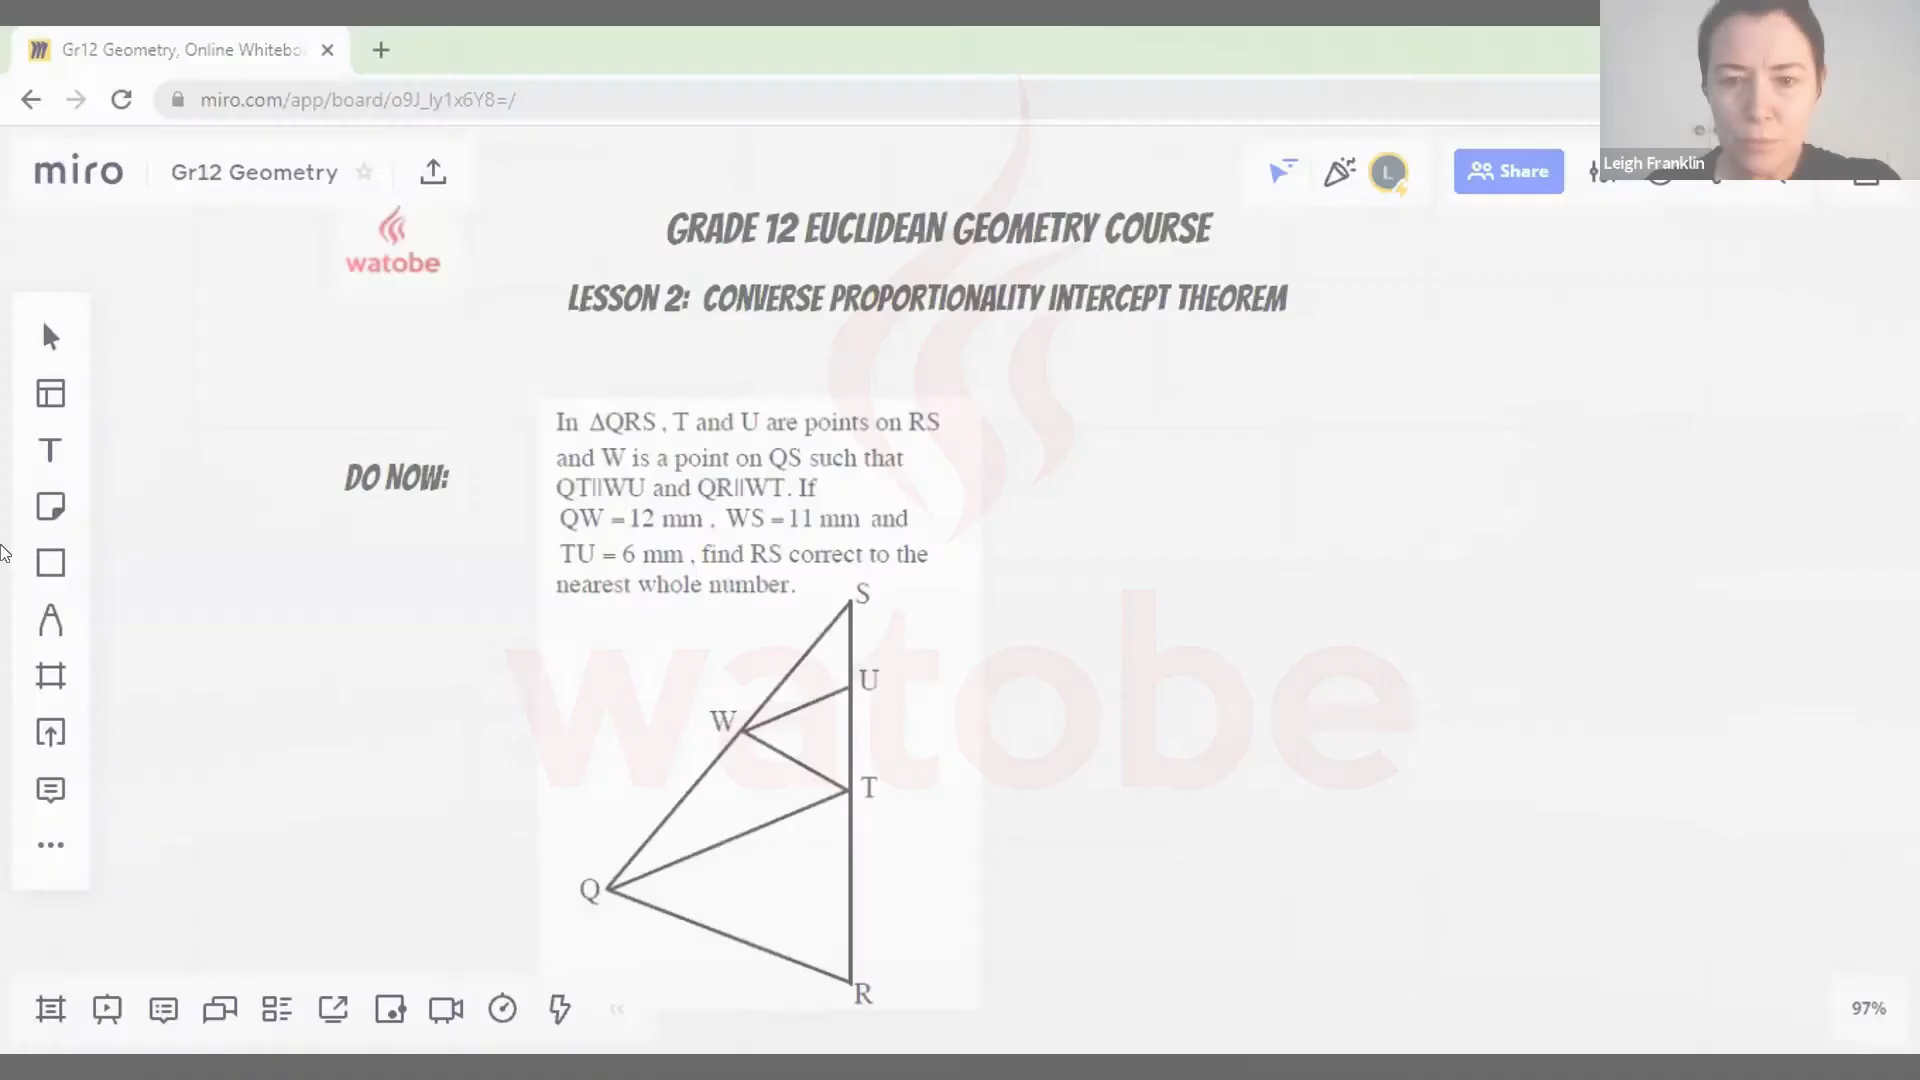 Gr12 Geometry, Online Whitebo
miro.com/app/board/o9J_ly1x6Y8=/
miro
Gr12 Geometry
L
Share
Leigh Franklin
watobe
GRADE 12 EUCLIDEAN GEOMETRY COURSE
LESSON 2: CONVERSE PROPORTIONALITY INTERCEPT THEOREM
DO NOW:
In ΔQRS, T and U are points on RS
and W is a point on QS such that
QT||WU and QR||WT. If
QW = 12 mm, WS = 11 mm and
TU = 6 mm, find RS correct to the
nearest whole number.
S
U
W
T
Q
R
watobe
97%